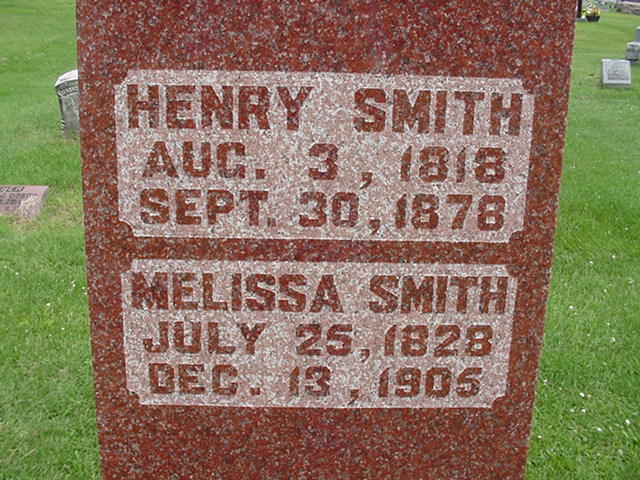 HENRY SMITH
AUG. 3, 1818
SEPT. 30, 1878
MELISSA SMITH
JULY 25, 1828
DEC. 13, 1905